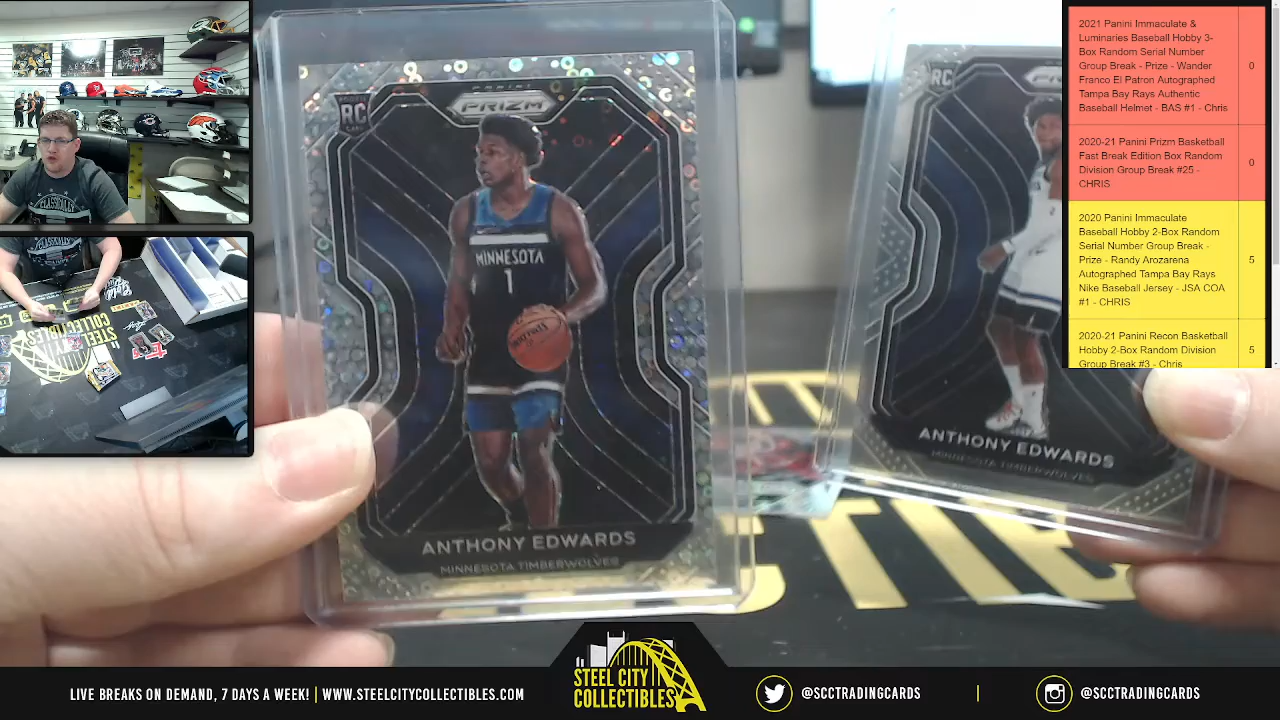 PANINI
PRIZM
RC
MINNESOTA
1
ANTHONY EDWARDS
MINNESOTA TIMBERWOLVES
RC
ANTHONY EDWARDS
MINNESOTA TIMBERWOLVES
2021 Panini Immaculate &
Luminaries Baseball Hobby 3-
Box Random Serial Number
Group Break - Prize - Wander
Franco El Patron Autographed
Tampa Bay Rays Authentic
Baseball Helmet - BAS #1 - Chris
0
2020-21 Panini Prizm Basketball
Fast Break Edition Box Random
Division Group Break #25 -
CHRIS
0
2020 Panini Immaculate
Baseball Hobby 2-Box Random
Serial Number Group Break -
Prize - Randy Arozarena
Autographed Tampa Bay Rays
Nike Baseball Jersey - JSA COA
#1 - CHRIS
5
2020-21 Panini Recon Basketball
Hobby 2-Box Random Division
Group Break #3 - Chris
5
LIVE BREAKS ON DEMAND, 7 DAYS A WEEK! | WWW.STEELCITYCOLLECTIBLES.COM
STEEL CITY
COLLECTIBLES
@SCCTRADINGCARDS
@SCCTRADINGCARDS